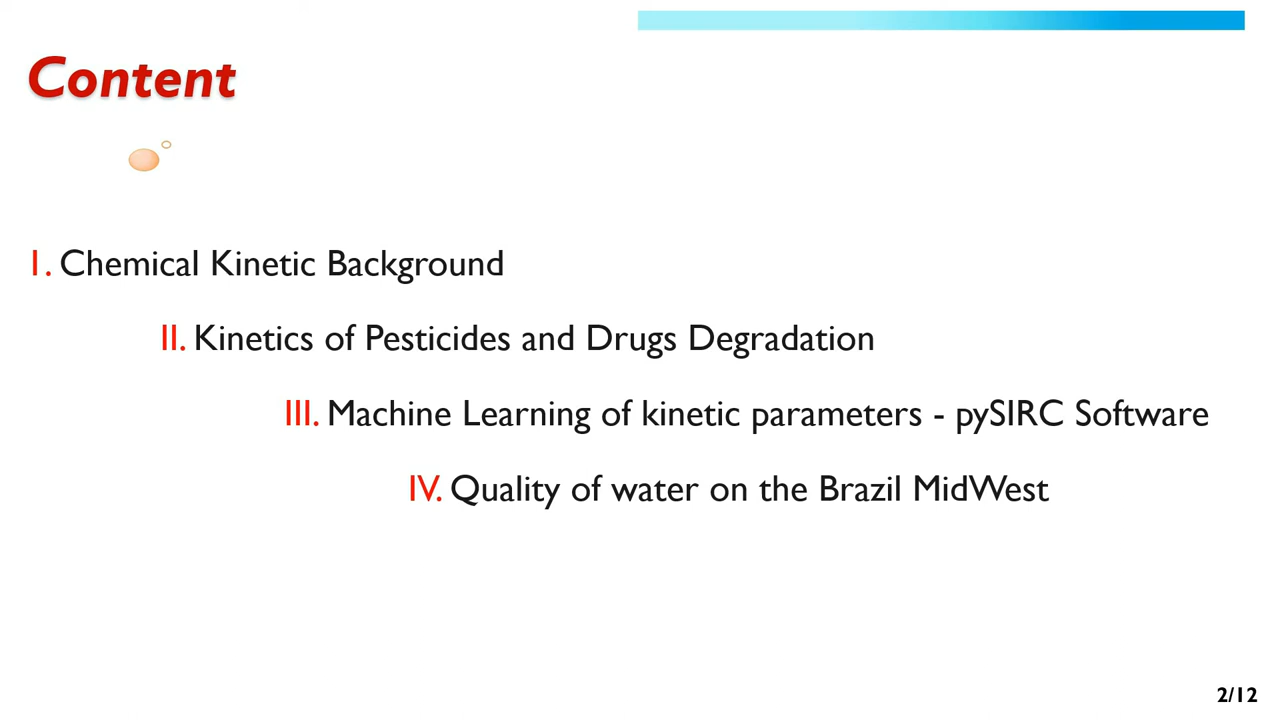 Content
I. Chemical Kinetic Background
II. Kinetics of Pesticides and Drugs Degradation
III. Machine Learning of kinetic parameters - pySIRC Software
IV. Quality of water on the Brazil MidWest
2/12